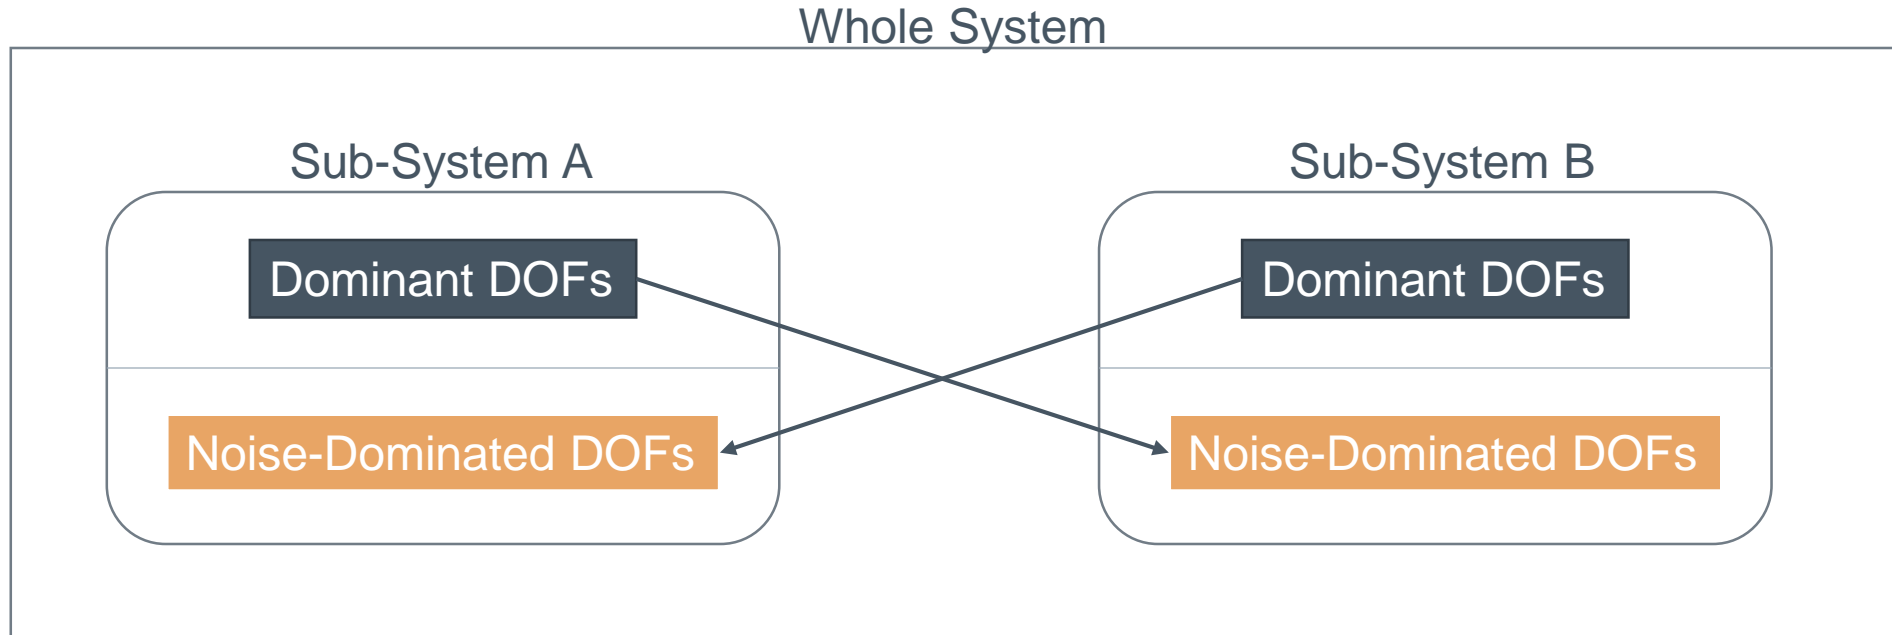 Whole System
Sub-System A
Sub-System B
Dominant DOFs
Dominant DOFs
Noise-Dominated DOFs
Noise-Dominated DOFs